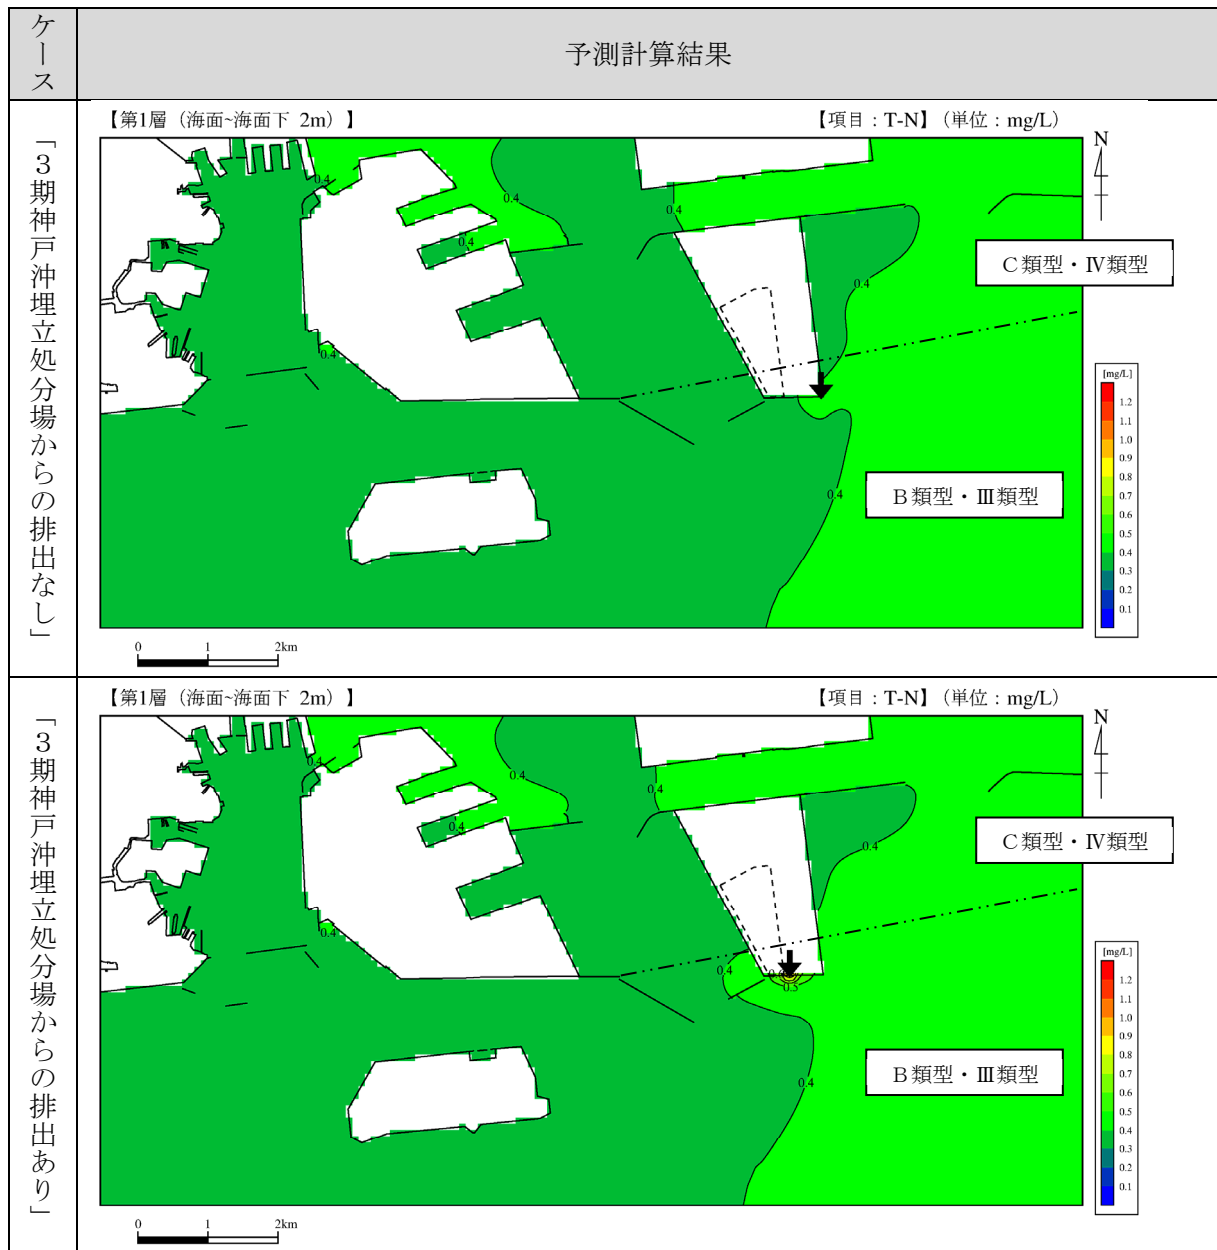 ケース
予測計算結果
「3期神戸沖埋立処分場からの排出なし」
【第1層（海面~海面下 2m）】
【項目：T-N】（単位：mg/L）
N
0.4
0.4
0.4
0.4
0.4
0.4
0.4
C類型・Ⅳ類型
B類型・Ⅲ類型
[mg/L]
1.2
1.1
1.0
0.9
0.8
0.7
0.6
0.5
0.4
0.3
0.2
0.1
0
1
2km
「3期神戸沖埋立処分場からの排出あり」
【第1層（海面~海面下 2m）】
【項目：T-N】（単位：mg/L）
N
0.4
0.4
0.4
0.4
0.4
0.4
0.4
0.5
0.4
C類型・Ⅳ類型
B類型・Ⅲ類型
[mg/L]
1.2
1.1
1.0
0.9
0.8
0.7
0.6
0.5
0.4
0.3
0.2
0.1
0
1
2km